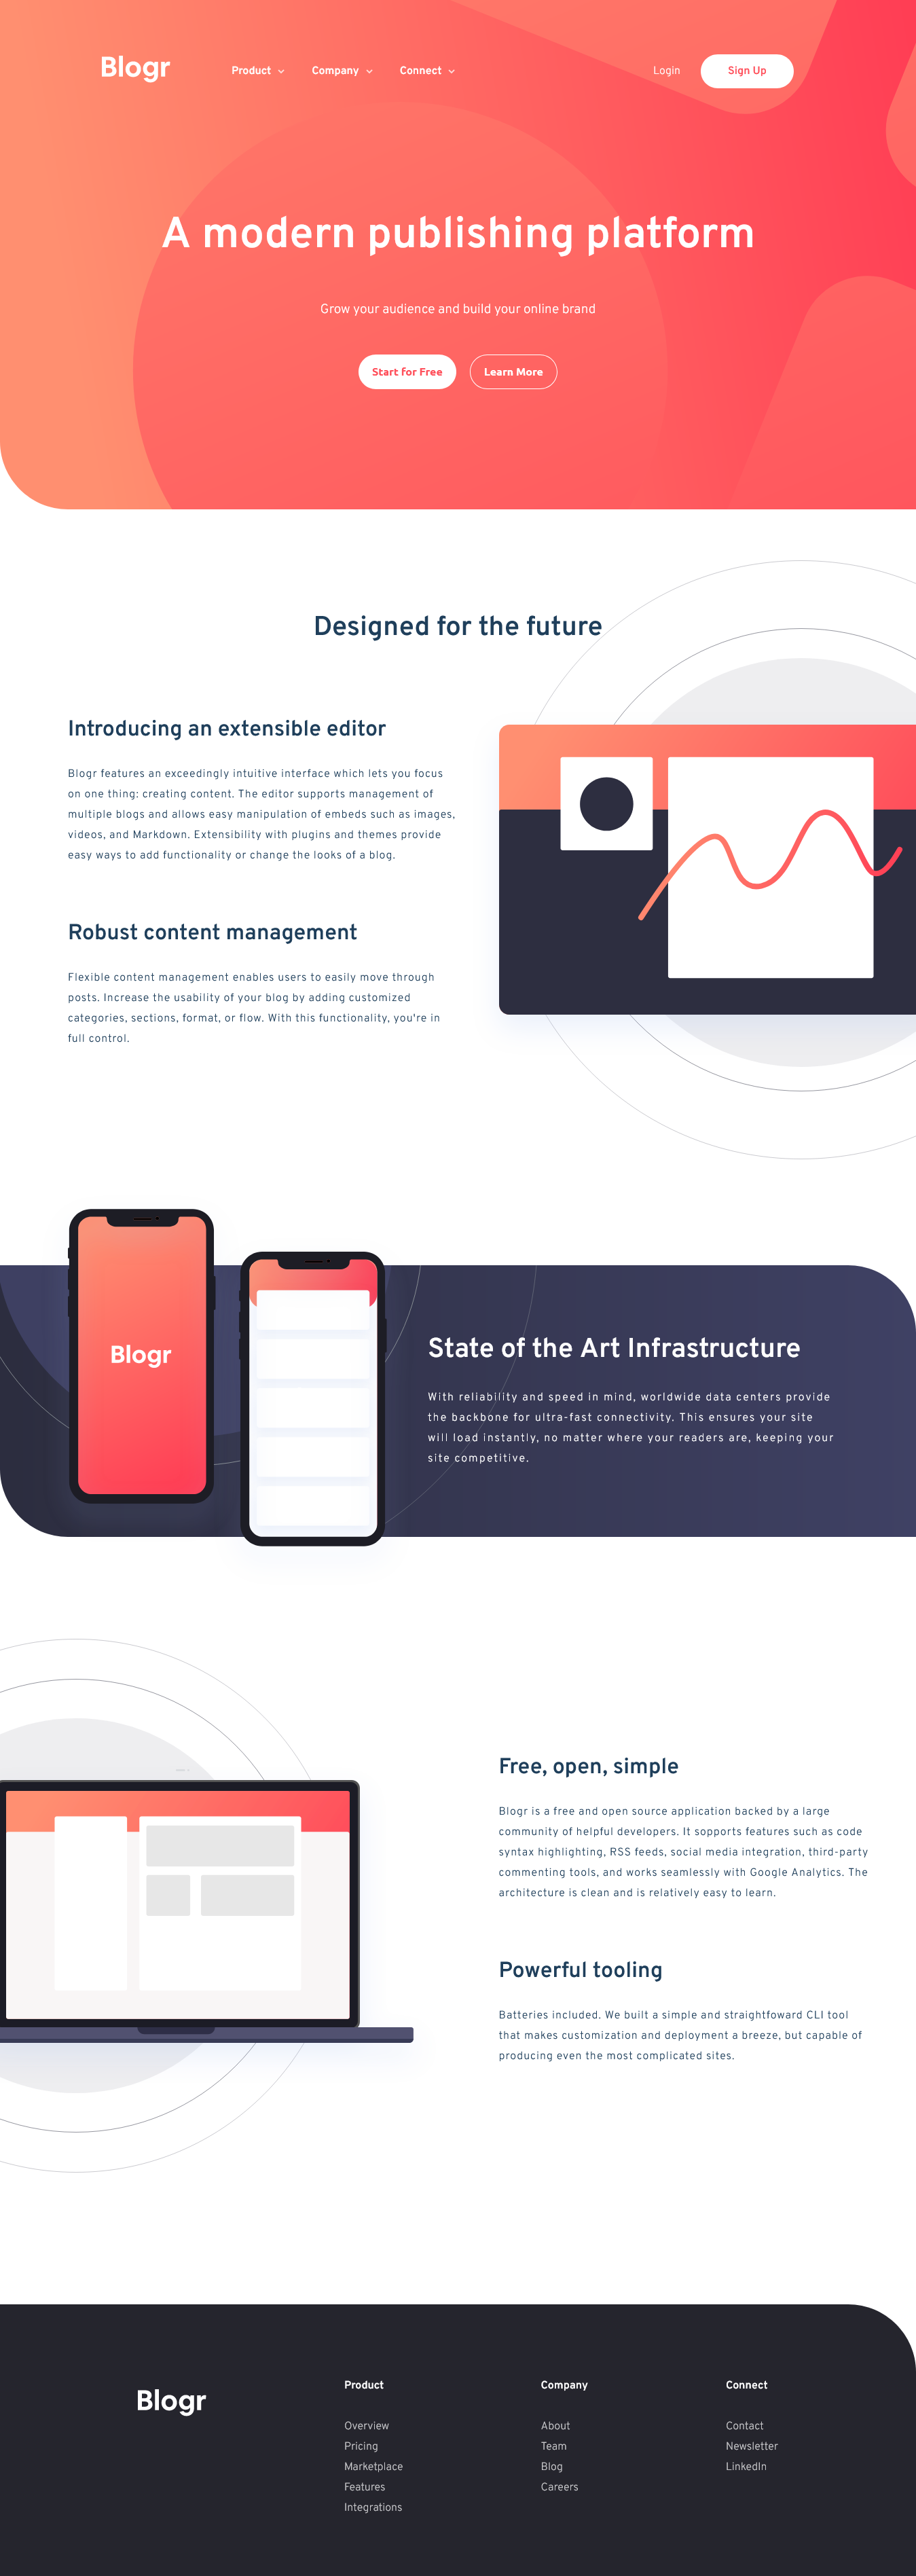 Blogr
Product
Company
Connect
Login
Sign Up
A modern publishing platform
Grow your audience and build your online brand
Start for Free
Learn More
Designed for the future
Introducing an extensible editor
Blogr features an exceedingly intuitive interface which lets you focus
on one thing: creating content. The editor supports management of
multiple blogs and allows easy manipulation of embeds such as images,
videos, and Markdown. Extensibility with plugins and themes provide
easy ways to add functionality or change the looks of a blog.
Robust content management
Flexible content management enables users to easily move through
posts. Increase the usability of your blog by adding customized
categories, sections, format, or flow. With this functionality, you're in
full control.
Blogr
State of the Art Infrastructure
With reliability and speed in mind, worldwide data centers provide
the backbone for ultra-fast connectivity. This ensures your site
will load instantly, no matter where your readers are, keeping your
site competitive.
Free, open, simple
Blogr is a free and open source application backed by a large
community of helpful developers. It sopports features such as code
syntax highlighting, RSS feeds, social media integration, third-party
commenting tools, and works seamlessly with Google Analytics. The
architecture is clean and is relatively easy to learn.
Powerful tooling
Batteries included. We built a simple and straightfoward CLI tool
that makes customization and deployment a breeze, but capable of
producing even the most complicated sites.
Blogr
Product
Overview
Pricing
Marketplace
Features
Integrations
Company
About
Team
Blog
Careers
Connect
Contact
Newsletter
LinkedIn